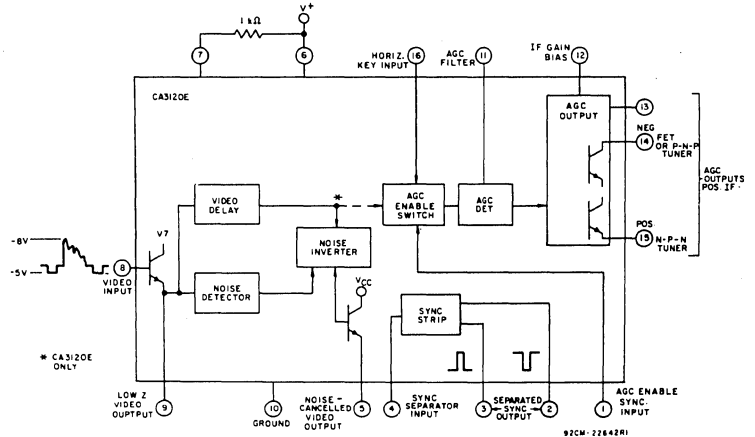 V+
1 kΩ
7
6
HORIZ.
KEY INPUT
16
AGC
FILTER
11
IF GAIN
BIAS
12
CA3120E
AGC
OUTPUT
13
NEG
14
FET
OR P-N-P
TUNER
AGC
OUTPUTS
POS. IF.
POS
15
N-P-N
TUNER
VIDEO
DELAY
*
AGC
ENABLE
SWITCH
AGC
DET
NOISE
INVERTER
NOISE
DETECTOR
-8V
-5V
8
VIDEO
INPUT
V7
VCC
SYNC
STRIP
* CA3120E
ONLY
LOW Z
VIDEO
OUPTPUT
9
10
GROUND
NOISE-
CANCELLED
VIDEO
OUTPUT
5
4
SYNC
SEPARATOR
INPUT
3
SEPARATED
SYNC
OUTPUT
2
1
AGC ENABLE
SYNC.
INPUT
92CM-22642R1